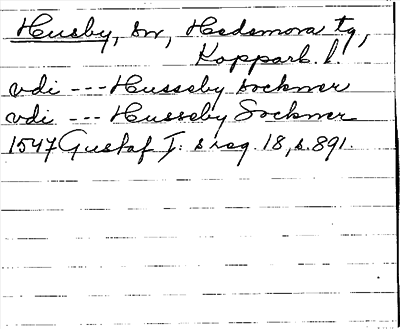 Husby, sn, Hedemora tg,
Kopparb. l.
vdi --- Husseby sockner
vdi --- Husseby Sockner
1547 Gustaf I:s reg. 18, s. 891.